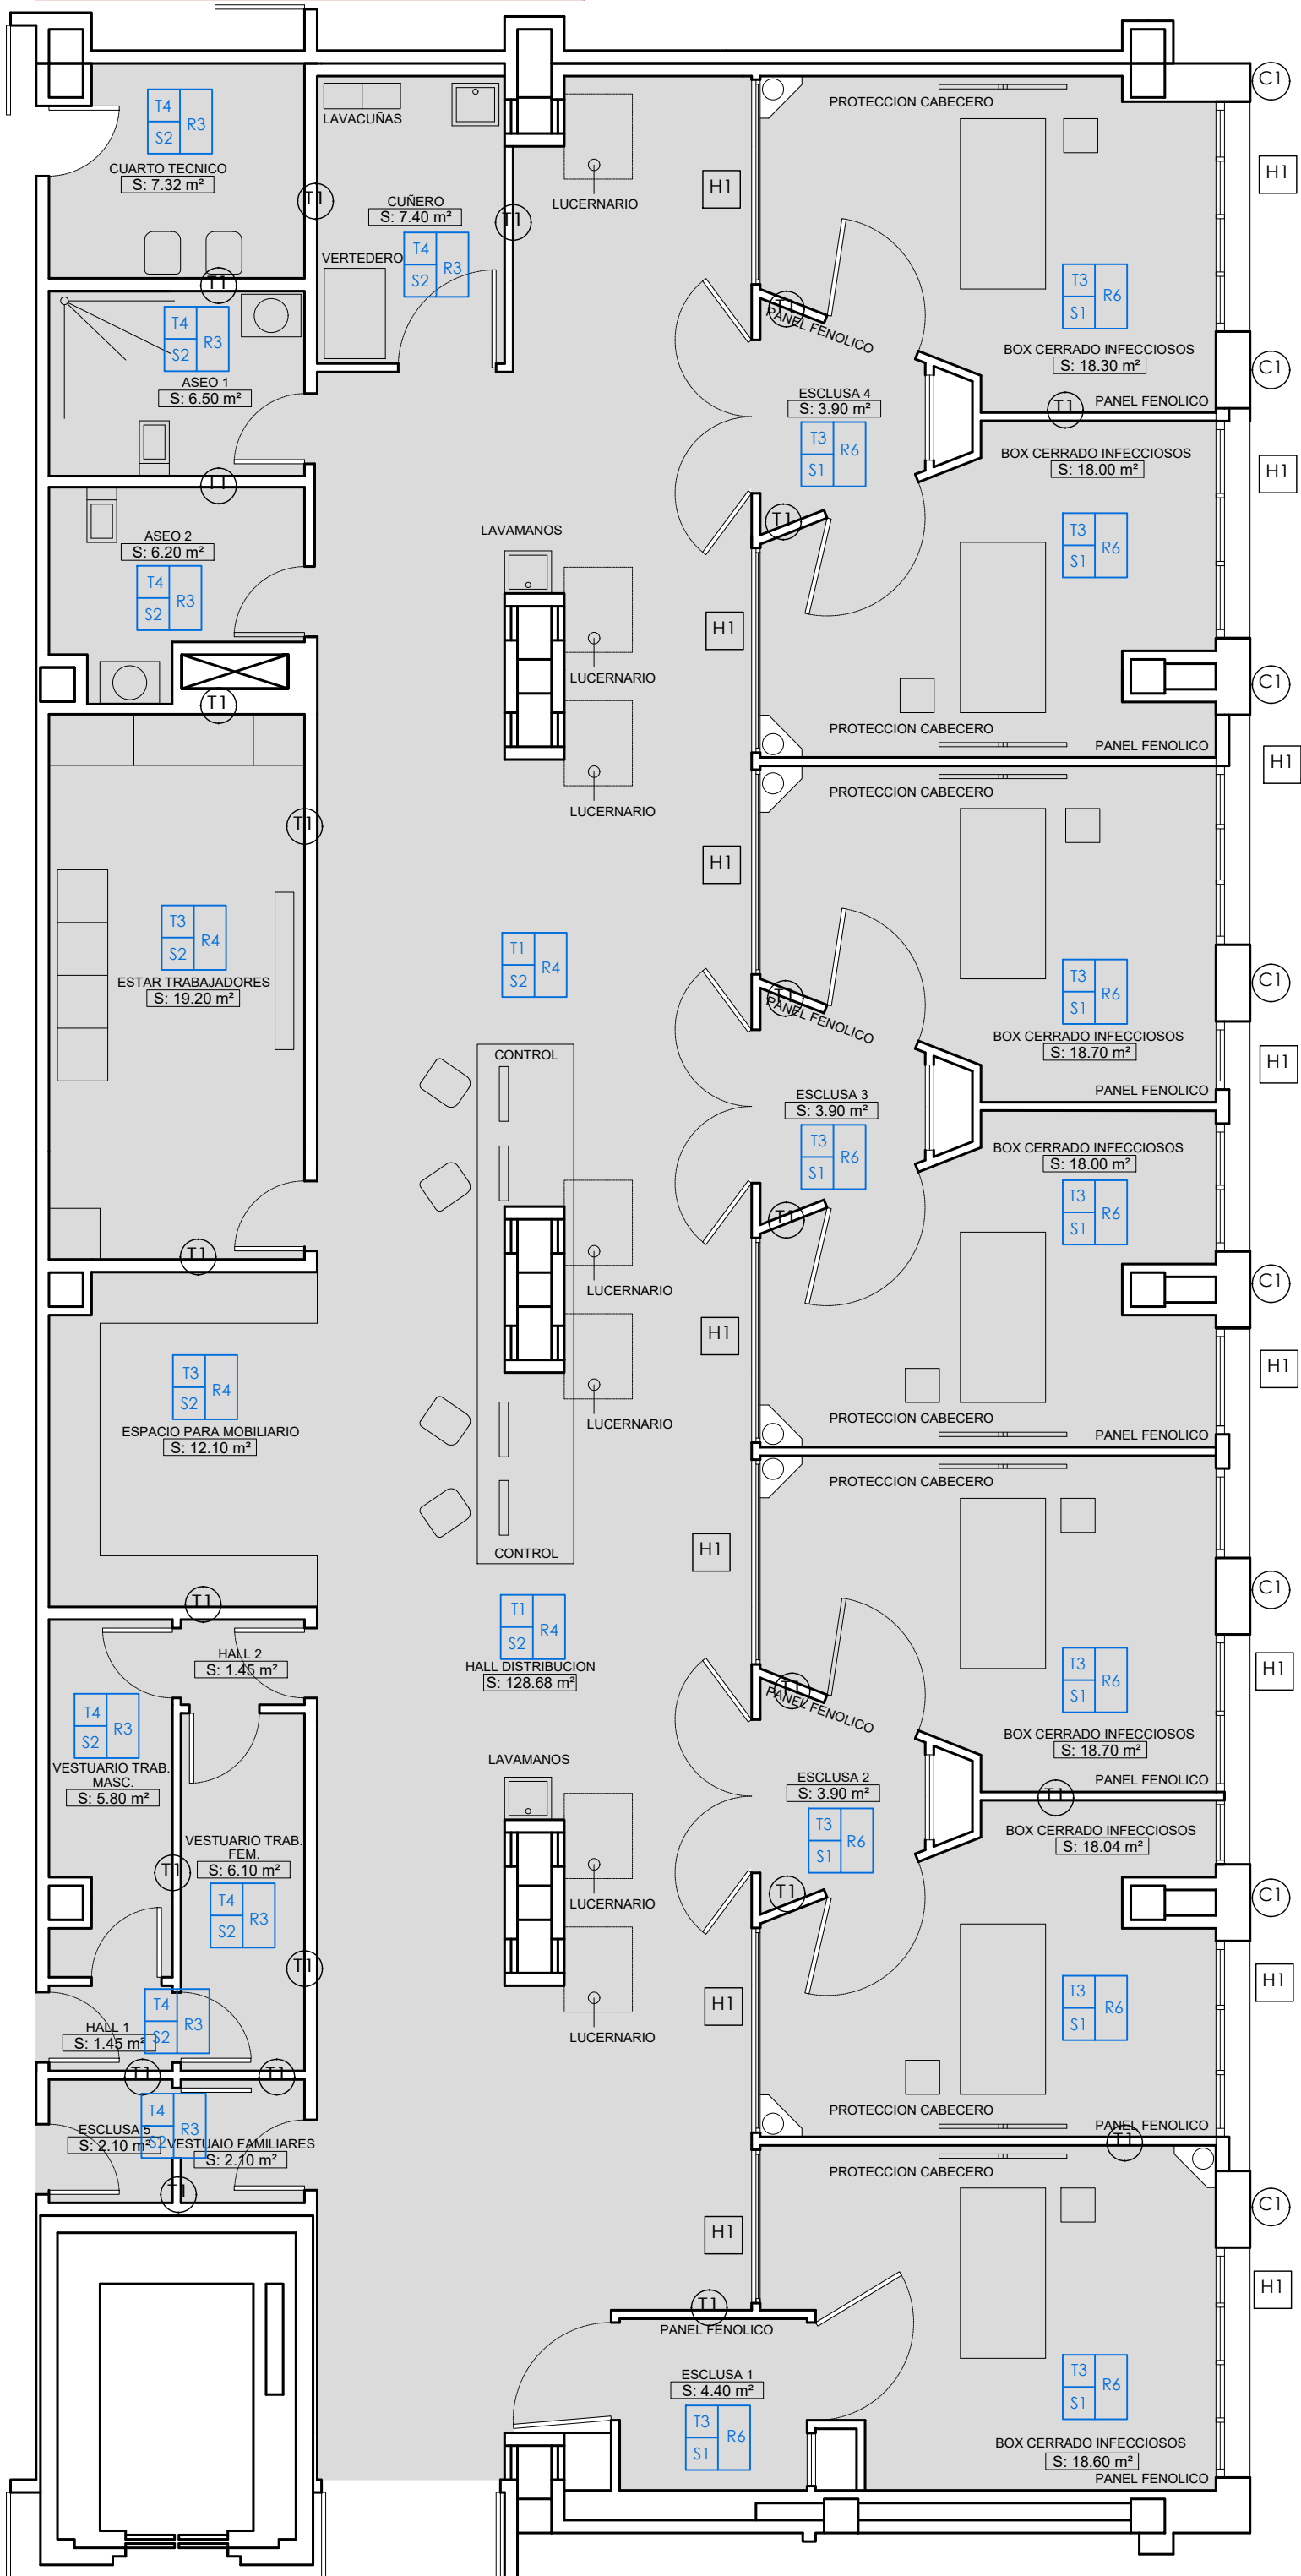 C1
T4
S2
R3
CUARTO TECNICO
S: 7.32 m²
LAVACUÑAS
PROTECCION CABECERO
H1
H1
T1
CUÑERO
S: 7.40 m²
T1
LUCERNARIO
VERTEDERO
T4
S2
R3
T1
T4
S2
R3
ASEO 1
S: 6.50 m²
T3
S1
R6
BOX CERRADO INFECCIOSOS
S: 18.30 m²
T1
PANEL FENOLICO
C1
ESCLUSA 4
S: 3.90 m²
T3
S1
R6
PANEL FENOLICO
T1
BOX CERRADO INFECCIOSOS
S: 18.00 m²
H1
T1
T1
ASEO 2
S: 6.20 m²
T4
S2
R3
LAVAMANOS
T3
S1
R6
H1
LUCERNARIO
C1
T1
PROTECCION CABECERO
PANEL FENOLICO
H1
LUCERNARIO
PROTECCION CABECERO
T1
H1
T3
S2
R4
ESTAR TRABAJADORES
S: 19.20 m²
T1
S2
R4
T1
PANEL FENOLICO
T3
S1
R6
C1
BOX CERRADO INFECCIOSOS
S: 18.70 m²
H1
CONTROL
PANEL FENOLICO
ESCLUSA 3
S: 3.90 m²
T3
S1
R6
BOX CERRADO INFECCIOSOS
S: 18.00 m²
T3
S1
R6
T1
T1
LUCERNARIO
C1
H1
H1
T3
S2
R4
ESPACIO PARA MOBILIARIO
S: 12.10 m²
LUCERNARIO
PROTECCION CABECERO
PANEL FENOLICO
PROTECCION CABECERO
CONTROL
H1
C1
T1
T1
S2
R4
HALL DISTRIBUCION
S: 128.68 m²
HALL 2
S: 1.45 m²
T1
PANEL FENOLICO
T3
S1
R6
H1
BOX CERRADO INFECCIOSOS
S: 18.70 m²
T4
S2
R3
VESTUARIO TRAB.
MASC.
S: 5.80 m²
LAVAMANOS
ESCLUSA 2
S: 3.90 m²
T3
S1
R6
PANEL FENOLICO
T1
BOX CERRADO INFECCIOSOS
S: 18.04 m²
VESTUARIO TRAB.
FEM.
S: 6.10 m²
T4
S2
R3
T1
LUCERNARIO
T1
C1
T1
H1
H1
T3
S1
R6
T4
S2
R3
HALL 1
S: 1.45 m²
LUCERNARIO
T1
T1
T4
S2
R3
ESCLUSA 5
S: 2.10 m²
VESTUAIO FAMILIARES
S: 2.10 m²
T1
PROTECCION CABECERO
PANEL FENOLICO
T1
PROTECCION CABECERO
C1
H1
H1
T1
PANEL FENOLICO
ESCLUSA 1
S: 4.40 m²
T3
S1
R6
T3
S1
R6
BOX CERRADO INFECCIOSOS
S: 18.60 m²
PANEL FENOLICO